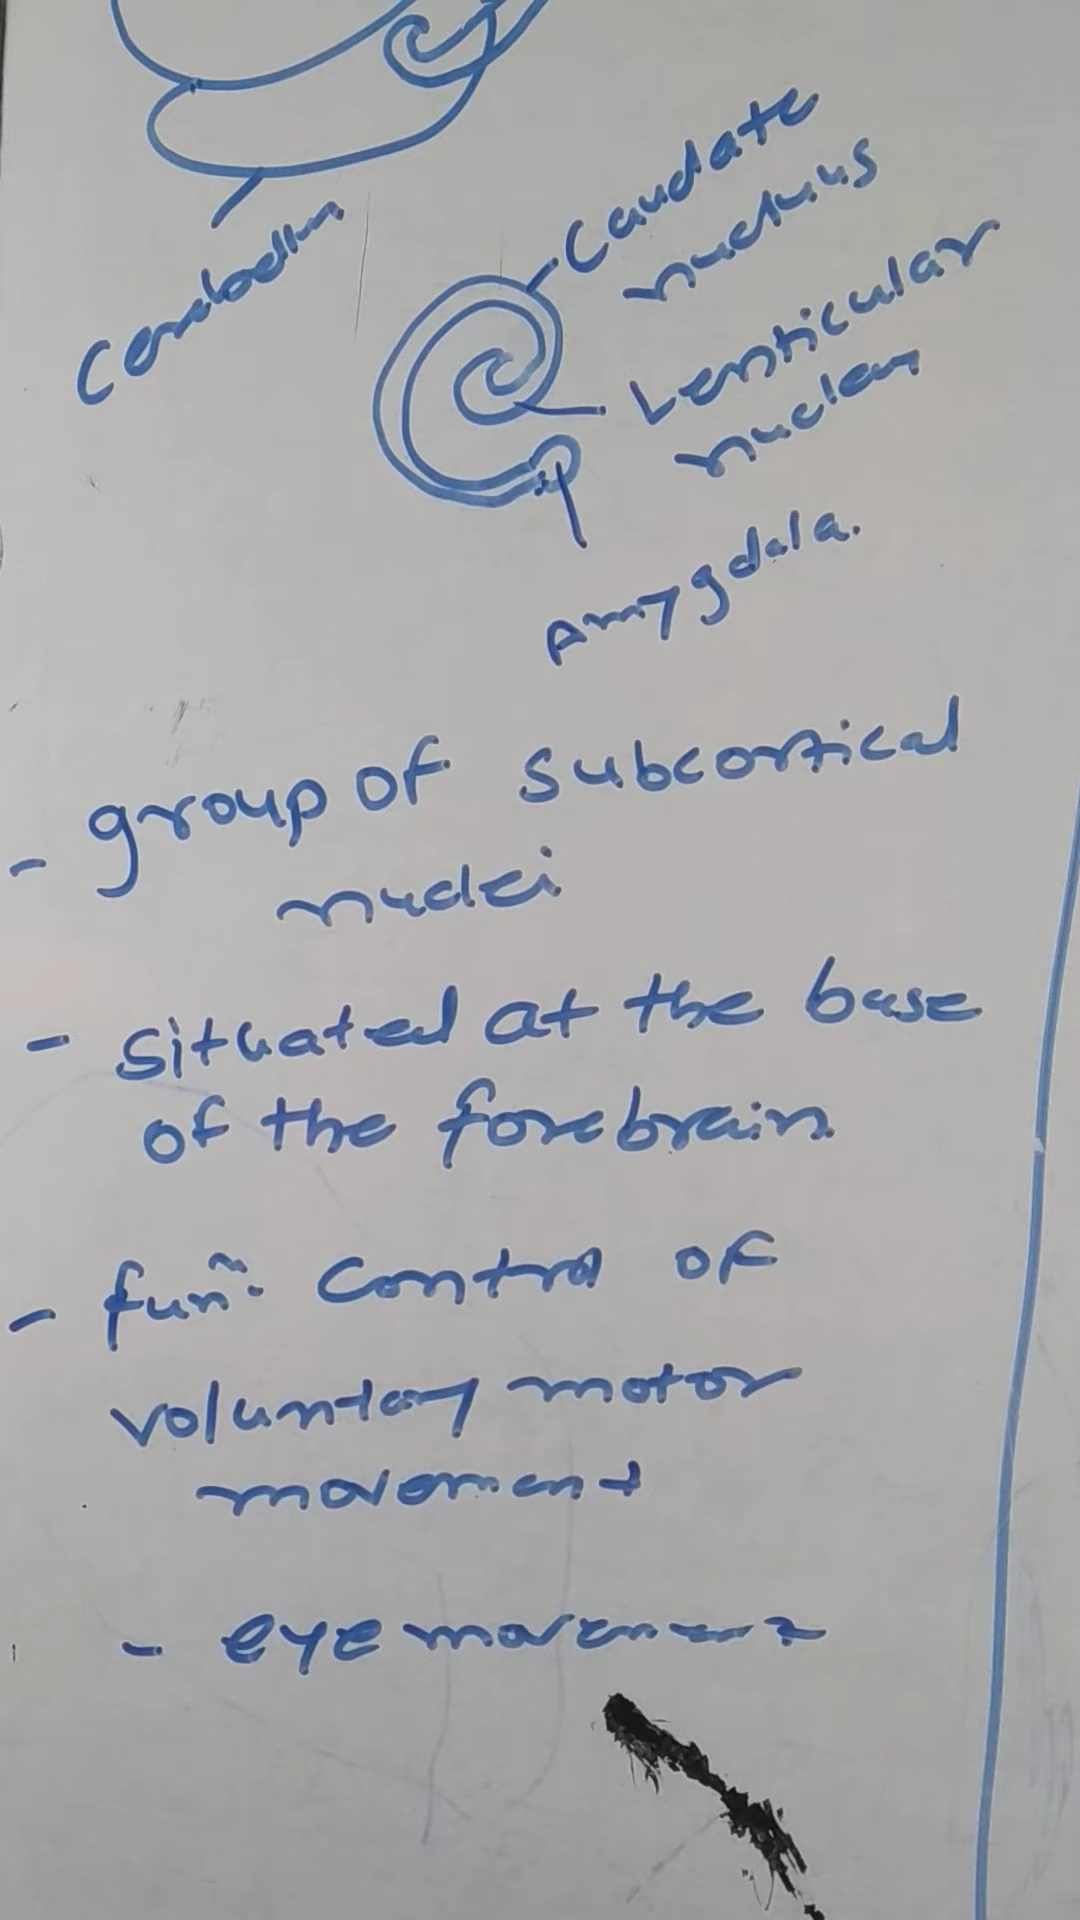 Cerebellum
Caudate
nucleus
Lenticular
nuclear
Amygdala.
- group of subcortical
nuclei
- situated at the base
of the forebrain
- funⁿ. Control of
voluntary motor
movement
- eye movement